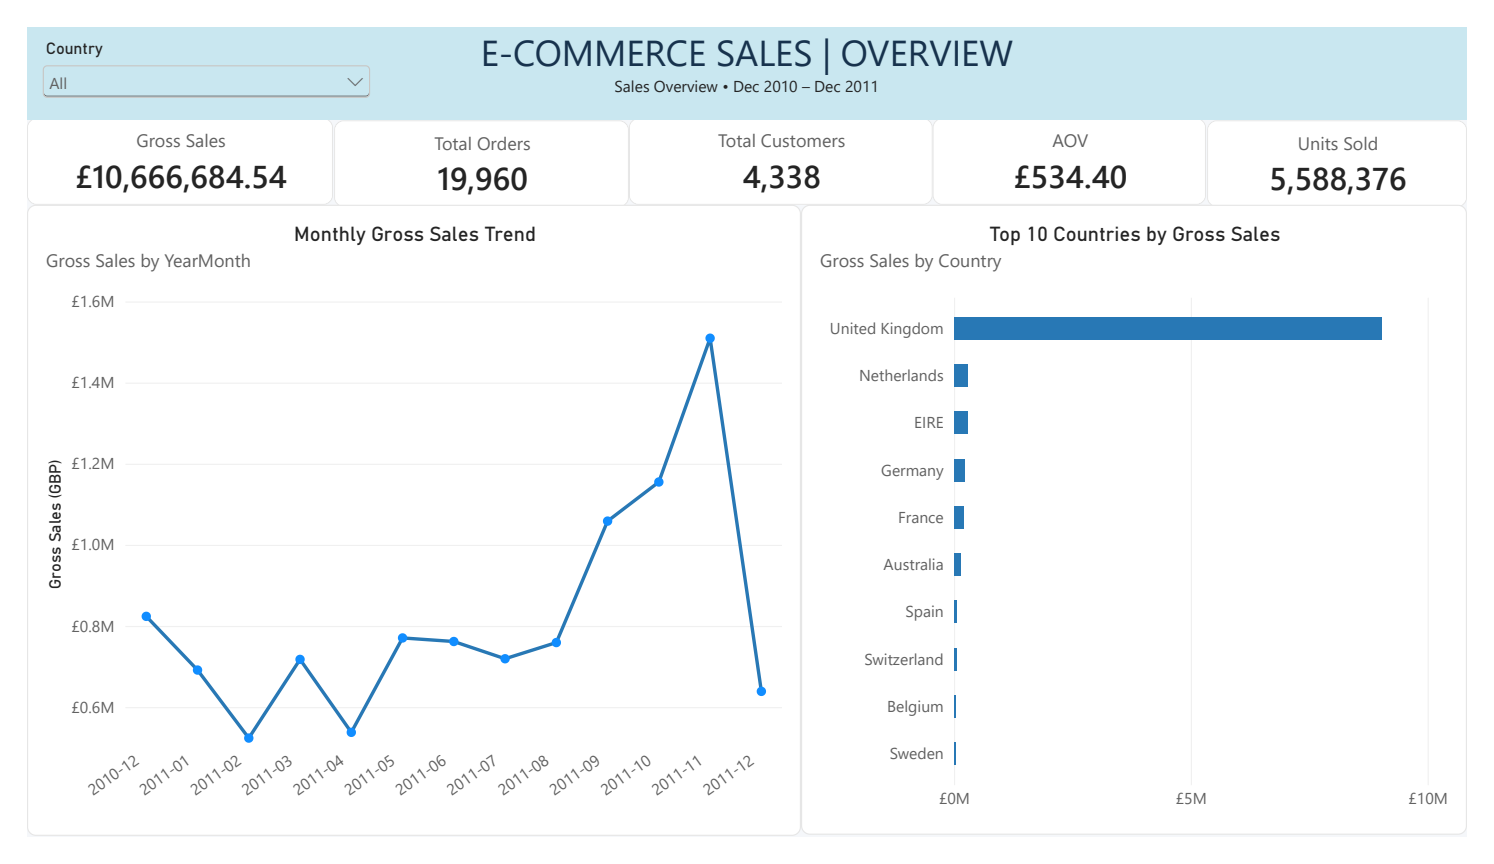 Country
All
E-COMMERCE SALES | OVERVIEW
Sales Overview • Dec 2010 – Dec 2011
Gross Sales
£10,666,684.54
Total Orders
19,960
Total Customers
4,338
AOV
£534.40
Units Sold
5,588,376
Monthly Gross Sales Trend
Gross Sales by YearMonth
Gross Sales (GBP)
£1.6M
£1.4M
£1.2M
£1.0M
£0.8M
£0.6M
2010-12
2011-01
2011-02
2011-03
2011-04
2011-05
2011-06
2011-07
2011-08
2011-09
2011-10
2011-11
2011-12
Top 10 Countries by Gross Sales
Gross Sales by Country
United Kingdom
Netherlands
EIRE
Germany
France
Australia
Spain
Switzerland
Belgium
Sweden
£0M
£5M
£10M